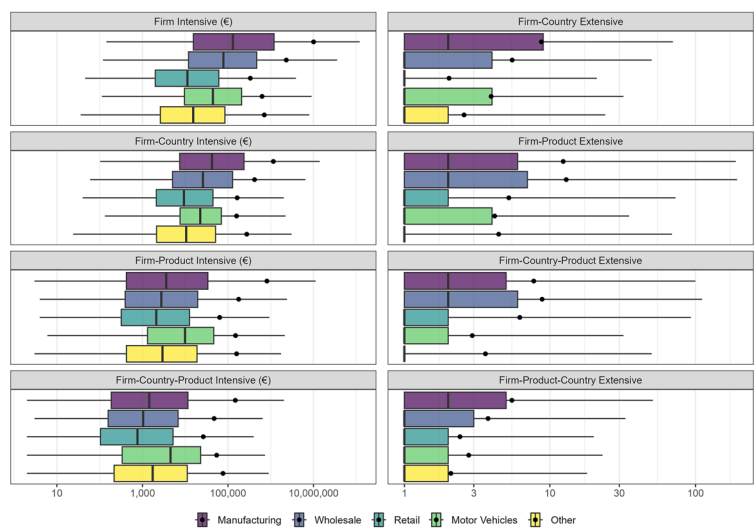 Firm Intensive (€)
Firm-Country Extensive
Firm-Country Intensive (€)
Firm-Product Extensive
Firm-Product Intensive (€)
Firm-Country-Product Extensive
Firm-Country-Product Intensive (€)
Firm-Product-Country Extensive
10 1,000 100,000 10,000,000
1 3 10 30 100
Manufacturing Wholesale Retail Motor Vehicles Other